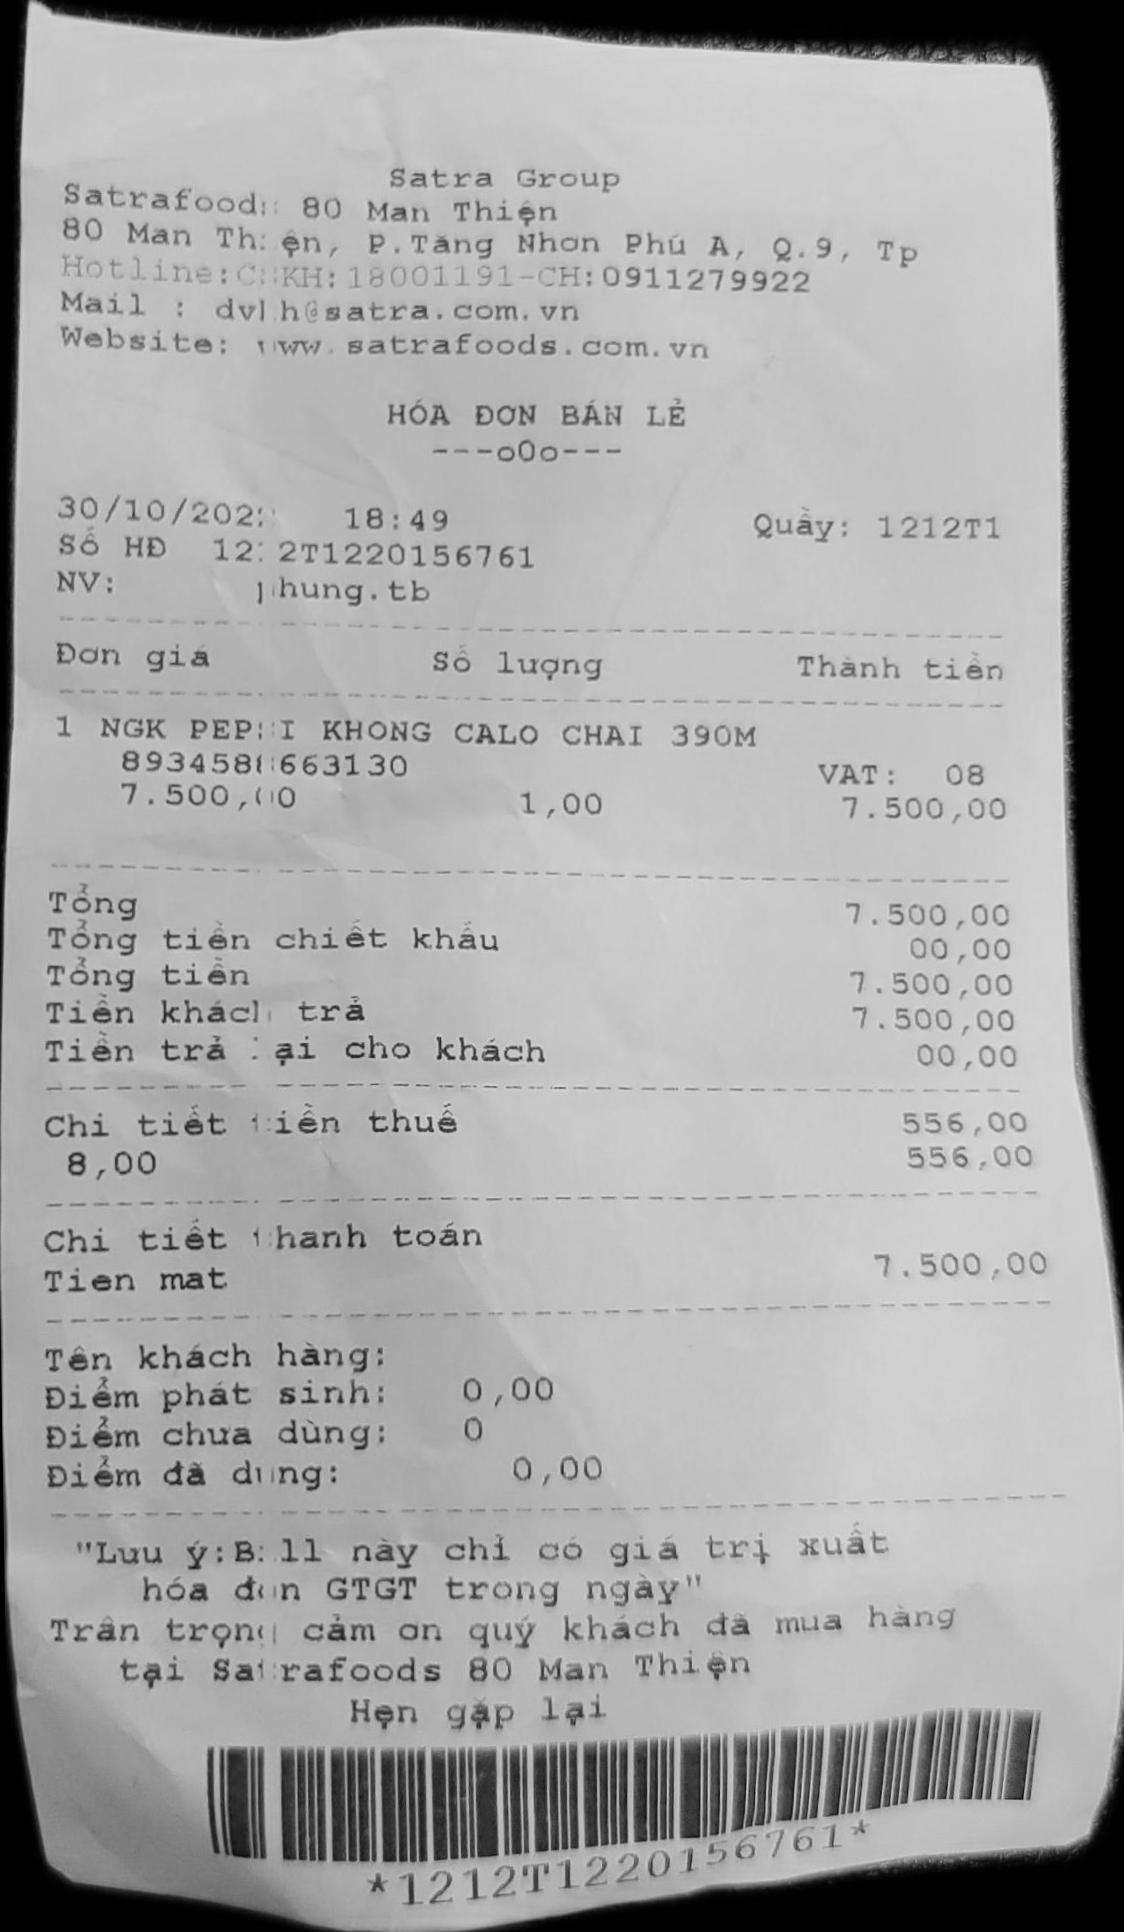 Satra Group
Satrafoods 80 Man Thiện
80 Man Thiện, P.Tăng Nhơn Phú A, Q.9, Tp
Hotline:CSKH:18001191-CH:0911279922
Mail : dvkh@satra.com.vn
Website: www.satrafoods.com.vn
HÓA ĐƠN BÁN LẺ
---oOo---
30/10/2022 18:49 Quầy: 1212T1
Số HĐ 1212T1220156761
NV: phung.tb
Đơn giá Số lượng Thành tiền
1 NGK PEPSI KHONG CALO CHAI 390M
8934588663130 VAT: 08
7.500,00 1,00 7.500,00
Tổng 7.500,00
Tổng tiền chiết khấu 00,00
Tổng tiền 7.500,00
Tiền khách trả 7.500,00
Tiền trả lại cho khách 00,00
Chi tiết tiền thuế 556,00
8,00 556,00
Chi tiết thanh toán
Tien mat 7.500,00
Tên khách hàng:
Điểm phát sinh: 0,00
Điểm chưa dùng: 0
Điểm đã dùng: 0,00
"Lưu ý:Bill này chỉ có giá trị xuất
hóa đơn GTGT trong ngày"
Trân trọng cảm ơn quý khách đã mua hàng
tại Satrafoods 80 Man Thiện
Hẹn gặp lại
*1212T1220156761*